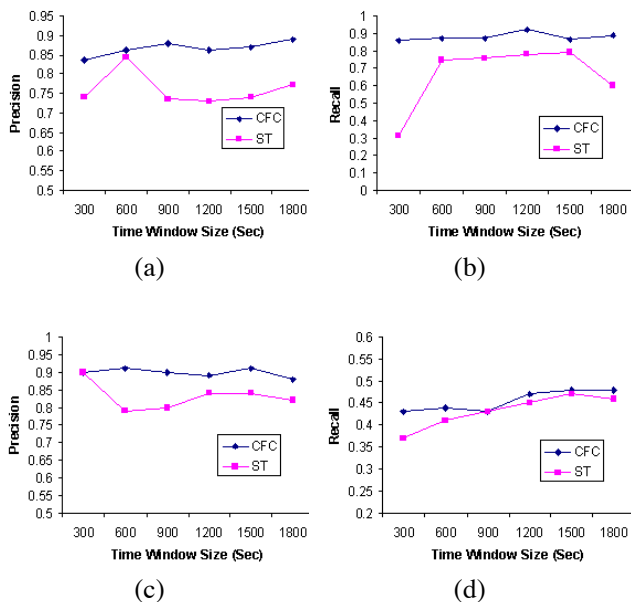 Precision
0.95
0.9
0.85
0.8
0.75
0.7
0.65
0.6
0.55
0.5
CFC
ST
300 600 900 1200 1500 1800
Time Window Size (Sec)
(a)
Recall
1
0.9
0.8
0.7
0.6
0.5
0.4
0.3
0.2
0.1
0
CFC
ST
300 600 900 1200 1500 1800
Time Window Size (Sec)
(b)
Precision
1
0.95
0.9
0.85
0.8
0.75
0.7
0.65
0.6
0.55
0.5
CFC
ST
300 600 900 1200 1500 1800
Time Window Size (Sec)
(c)
Recall
0.6
0.55
0.5
0.45
0.4
0.35
0.3
0.25
0.2
CFC
ST
300 600 900 1200 1500 1800
Time Window Size (Sec)
(d)